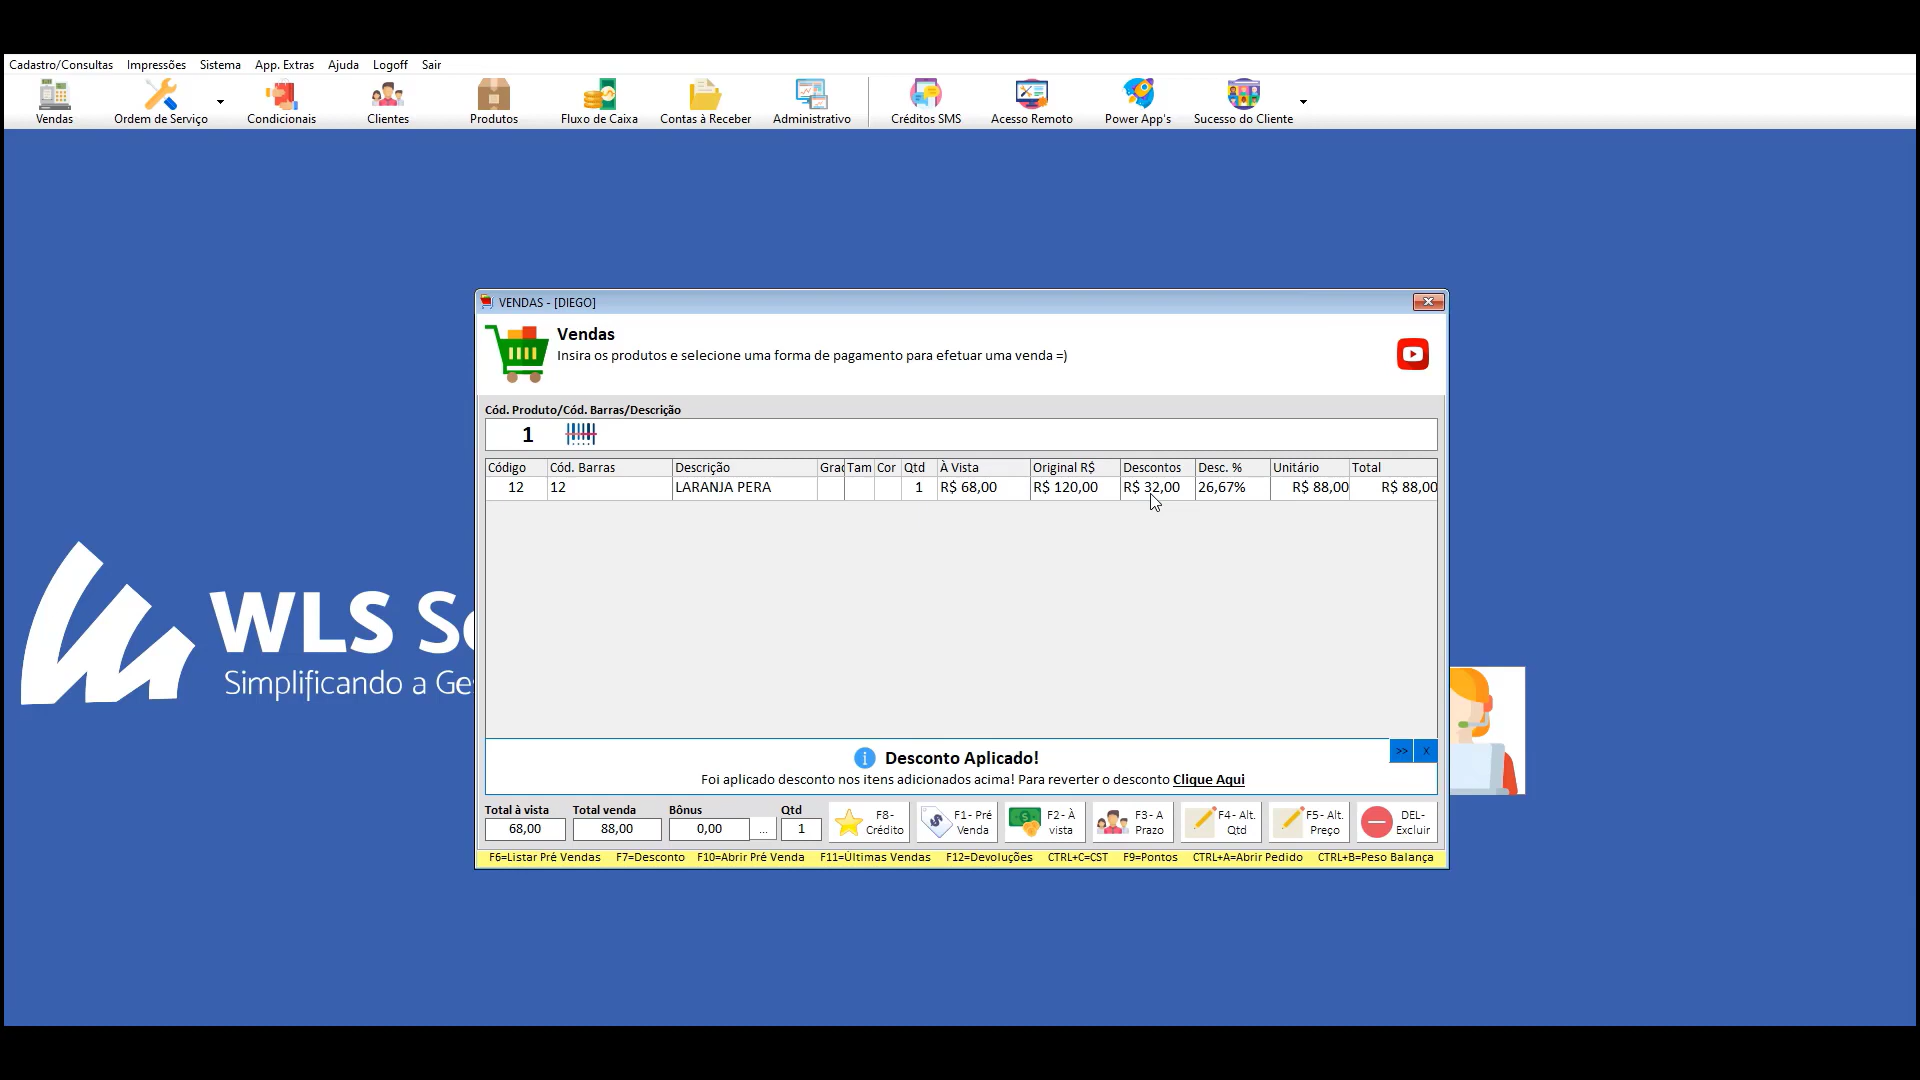 Cadastro/Consultas Impressões Sistema App. Extras Ajuda Logoff Sair
Vendas Ordem de Serviço Condicionais Clientes Produtos Fluxo de Caixa Contas à Receber Administrativo Créditos SMS Acesso Remoto Power App's Sucesso do Cliente
VENDAS - [DIEGO]
Vendas
Insira os produtos e selecione uma forma de pagamento para efetuar uma venda =)
Cód. Produto/Cód. Barras/Descrição
1
Código Cód. Barras Descrição Grad Tam Cor Qtd À Vista Original R$ Descontos Desc. % Unitário Total
12 12 LARANJA PERA 1 R$ 68,00 R$ 120,00 R$ 32,00 26,67% R$ 88,00 R$ 88,00
WLS So
Simplificando a Ge
Desconto Aplicado!
>> X
Foi aplicado desconto nos itens adicionados acima! Para reverter o desconto Clique Aqui
Total à vista Total venda Bônus Qtd
68,00 88,00 0,00 ... 1
F8- Crédito
F1- Pré Venda
F2- À vista
F3- A Prazo
F4- Alt. Qtd
F5- Alt. Preço
DEL- Excluir
F6=Listar Pré Vendas F7=Desconto F10=Abrir Pré Venda F11=Últimas Vendas F12=Devoluções CTRL+C=CST F9=Pontos CTRL+A=Abrir Pedido CTRL+B=Peso Balança